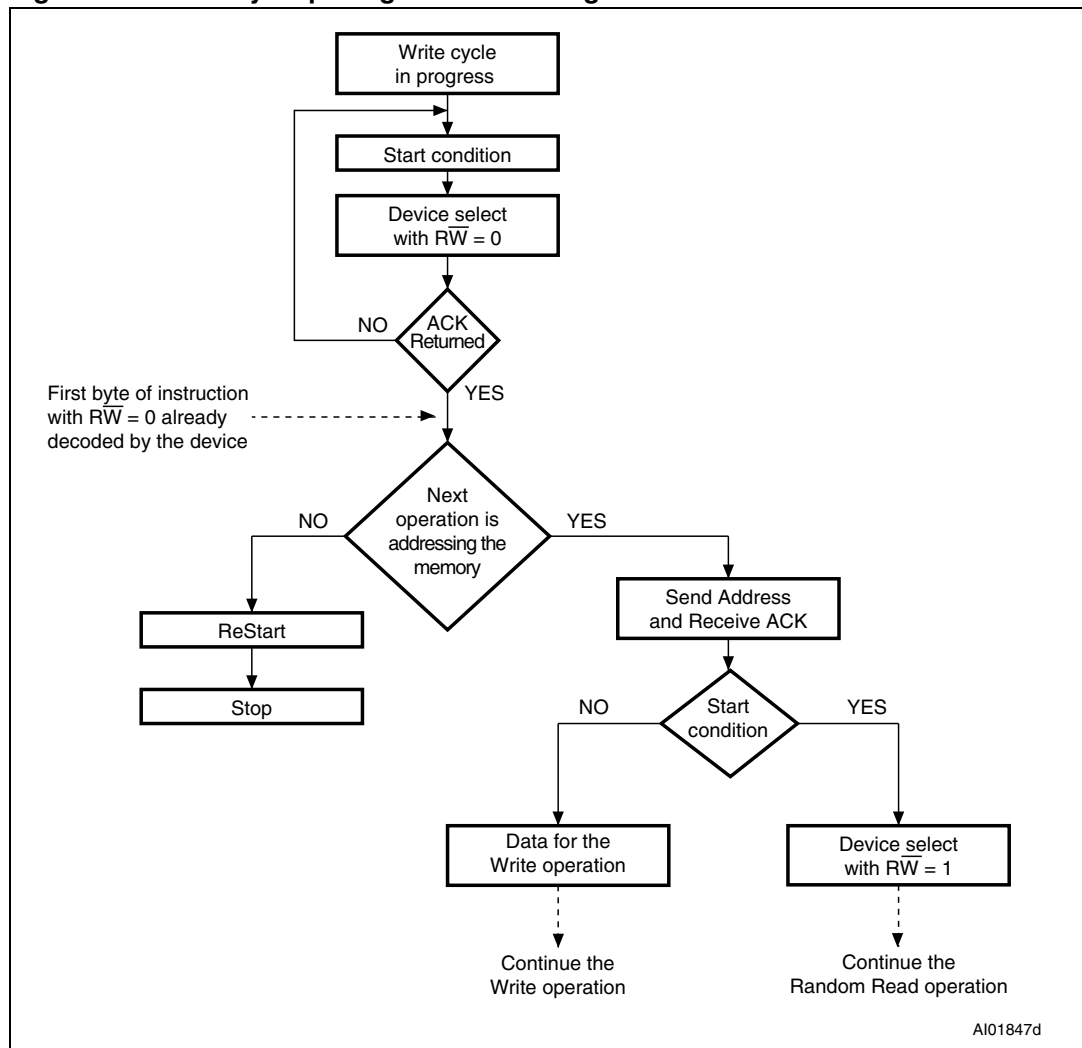 Write cycle
in progress
Start condition
Device select
with RW̅ = 0
NO
ACK
Returned
YES
First byte of instruction
with RW̅ = 0 already
decoded by the device
Next
operation is
addressing the
memory
NO
YES
Send Address
and Receive ACK
ReStart
Stop
NO
Start
condition
YES
Data for the
Write operation
Device select
with RW̅ = 1
Continue the
Write operation
Continue the
Random Read operation
AI01847d